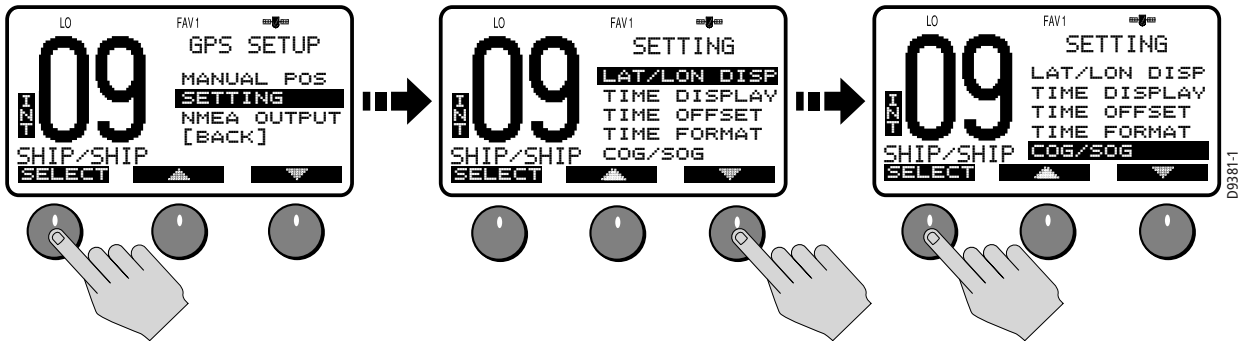 LO FAV1
09
INT
GPS SETUP
MANUAL POS
SETTING
NMEA OUTPUT
[BACK]
SHIP/SHIP
SELECT
LO FAV1
09
INT
SETTING
LAT/LON DISP
TIME DISPLAY
TIME OFFSET
TIME FORMAT
COG/SOG
SHIP/SHIP
SELECT
LO FAV1
09
INT
SETTING
LAT/LON DISP
TIME DISPLAY
TIME OFFSET
TIME FORMAT
COG/SOG
SHIP/SHIP
SELECT
D9381-1